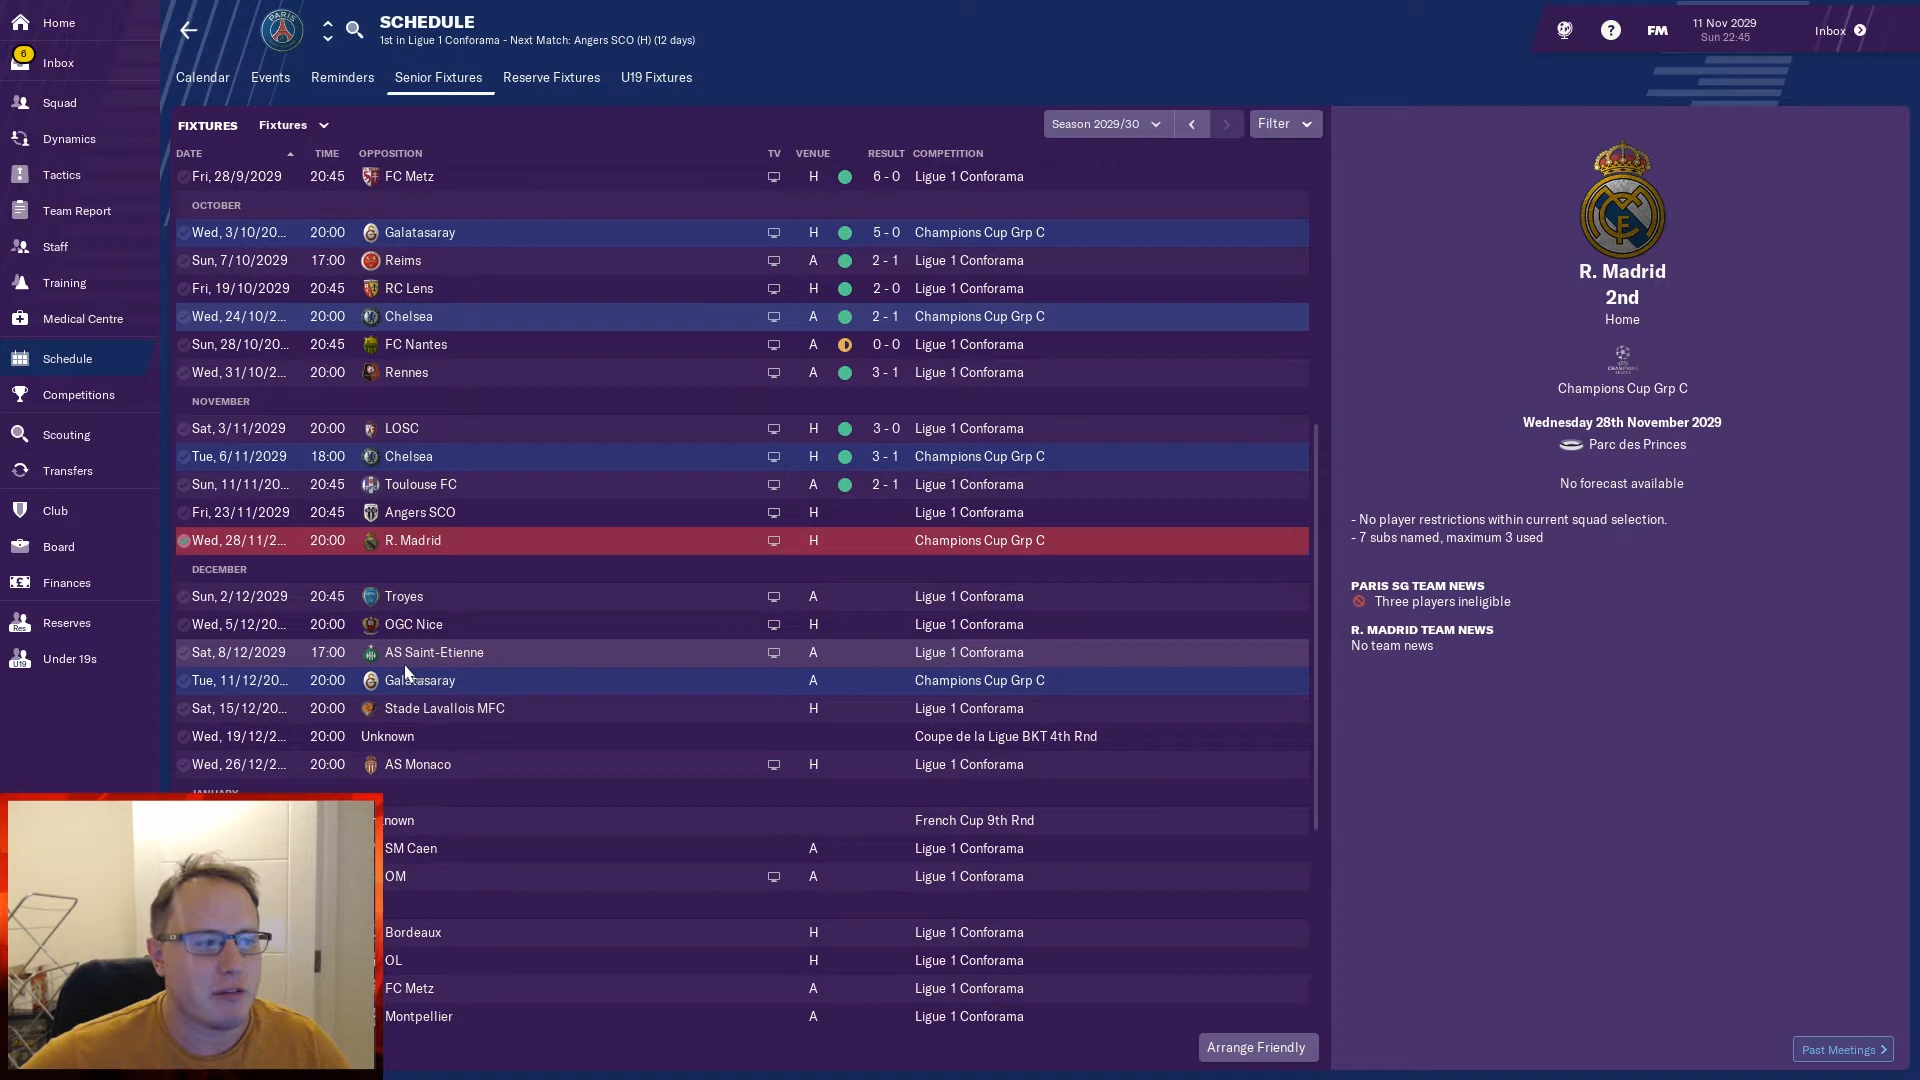 Home
6
Inbox
Squad
Dynamics
Tactics
Team Report
Staff
Training
Medical Centre
Schedule
Competitions
Scouting
Transfers
Club
Board
Finances
Res
Reserves
U19
Under 19s
PARIS
SCHEDULE
1st in Ligue 1 Conforama - Next Match: Angers SCO (H) (12 days)
? FM 11 Nov 2029
Sun 22:45
Inbox
Calendar Events Reminders Senior Fixtures Reserve Fixtures U19 Fixtures
FIXTURES Fixtures Season 2029/30 Filter
DATE TIME OPPOSITION TV VENUE RESULT COMPETITION
Fri, 28/9/2029 20:45 FC Metz H 6 - 0 Ligue 1 Conforama
OCTOBER
Wed, 3/10/20... 20:00 Galatasaray H 5 - 0 Champions Cup Grp C
Sun, 7/10/2029 17:00 Reims A 2 - 1 Ligue 1 Conforama
Fri, 19/10/2029 20:45 RC Lens H 2 - 0 Ligue 1 Conforama
Wed, 24/10/2... 20:00 Chelsea A 2 - 1 Champions Cup Grp C
Sun, 28/10/20... 20:45 FC Nantes A 0 - 0 Ligue 1 Conforama
Wed, 31/10/2... 20:00 Rennes A 3 - 1 Ligue 1 Conforama
NOVEMBER
Sat, 3/11/2029 20:00 LOSC H 3 - 0 Ligue 1 Conforama
Tue, 6/11/2029 18:00 Chelsea H 3 - 1 Champions Cup Grp C
Sun, 11/11/20... 20:45 Toulouse FC A 2 - 1 Ligue 1 Conforama
Fri, 23/11/2029 20:45 Angers SCO H Ligue 1 Conforama
Wed, 28/11/2... 20:00 R. Madrid H Champions Cup Grp C
DECEMBER
Sun, 2/12/2029 20:45 Troyes A Ligue 1 Conforama
Wed, 5/12/20... 20:00 OGC Nice H Ligue 1 Conforama
Sat, 8/12/2029 17:00 AS Saint-Etienne A Ligue 1 Conforama
Tue, 11/12/20... 20:00 Galatasaray A Champions Cup Grp C
Sat, 15/12/20... 20:00 Stade Lavallois MFC H Ligue 1 Conforama
Wed, 19/12/2... 20:00 Unknown Coupe de la Ligue BKT 4th Rnd
Wed, 26/12/2... 20:00 AS Monaco H Ligue 1 Conforama
JANUARY
known French Cup 9th Rnd
SM Caen A Ligue 1 Conforama
OM A Ligue 1 Conforama
Bordeaux H Ligue 1 Conforama
OL H Ligue 1 Conforama
FC Metz A Ligue 1 Conforama
Montpellier A Ligue 1 Conforama
Arrange Friendly
R. Madrid
2nd
Home
Champions Cup Grp C
Wednesday 28th November 2029
Parc des Princes
No forecast available
- No player restrictions within current squad selection.
- 7 subs named, maximum 3 used
PARIS SG TEAM NEWS
Three players ineligible
R. MADRID TEAM NEWS
No team news
Past Meetings